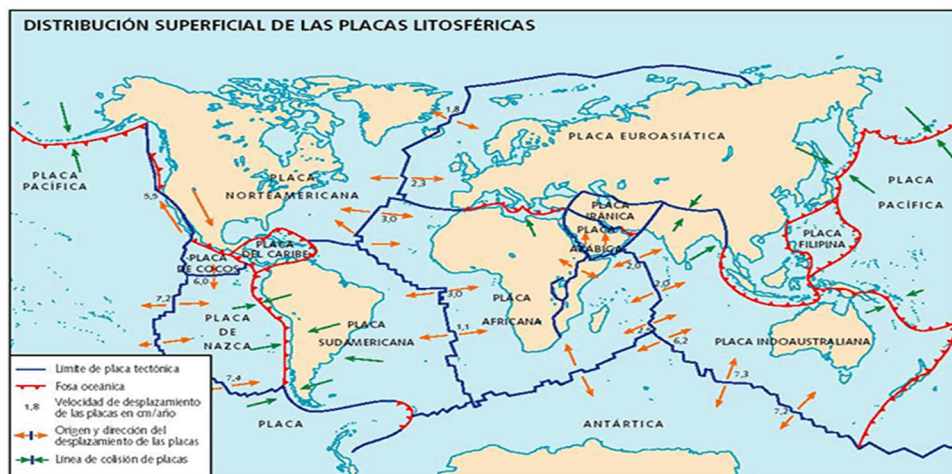 DISTRIBUCIÓN SUPERFICIAL DE LAS PLACAS LITOSFÉRICAS
1,8
PLACA EUROASIÁTICA
PLACA
PACÍFICA
PLACA
NORTEAMERICANA
2,3
PLACA
PACÍFICA
5,5
3,0
PLACA
IRÁNICA
PLACA
ARÁBIGA
PLACA
FILIPINA
PLACA
DEL CARIBE
PLACA
DE COCOS
6,0
2,0
2,0
7,2
PLACA
DE
NAZCA
3,0
1,1
PLACA
SUDAMERICANA
PLACA
AFRICANA
6,2
PLACA INDOAUSTRALIANA
7,4
7,3
7,2
PLACA
ANTÁRTICA
Límite de placa tectónica
Fosa oceánica
1,8
Velocidad de desplazamiento
de las placas en cm/año
Origen y dirección del
desplazamiento de las placas
Línea de colisión de placas